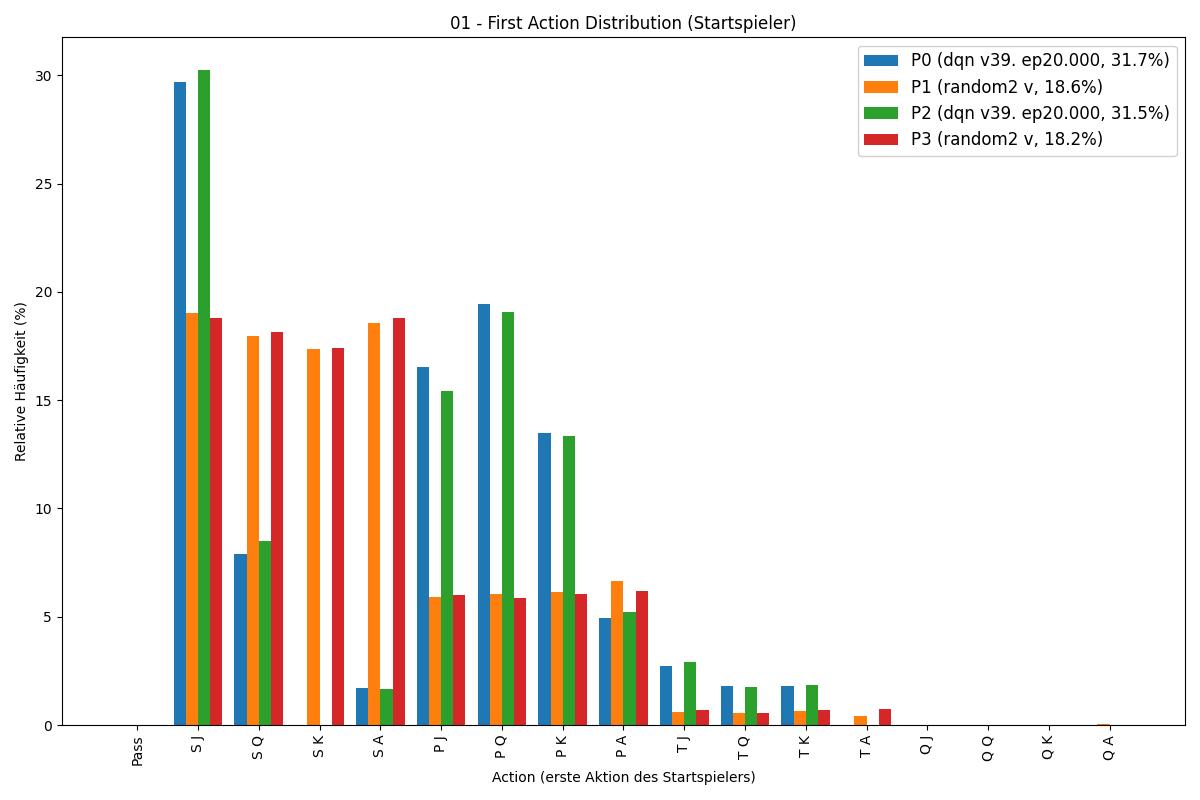 01 - First Action Distribution (Startspieler)
P0 (dqn v39. ep20.000, 31.7%)
P1 (random2 v, 18.6%)
P2 (dqn v39. ep20.000, 31.5%)
P3 (random2 v, 18.2%)
Relative Häufigkeit (%)
30
25
20
15
10
5
0
Pass
S J
S Q
S K
S A
P J
P Q
P K
P A
T J
T Q
T K
T A
Q J
Q Q
Q K
Q A
Action (erste Aktion des Startspielers)